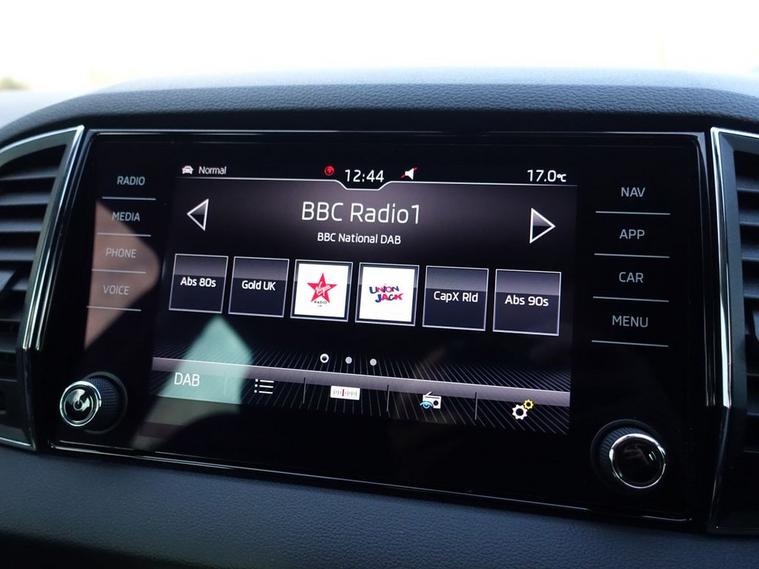 RADIO
MEDIA
PHONE
VOICE
Normal
12:44
17.0°C
BBC Radio1
BBC National DAB
Abs 80s
Gold UK
RADIO
UNION
JACK
CapX Rld
Abs 90s
DAB
NAV
APP
CAR
MENU